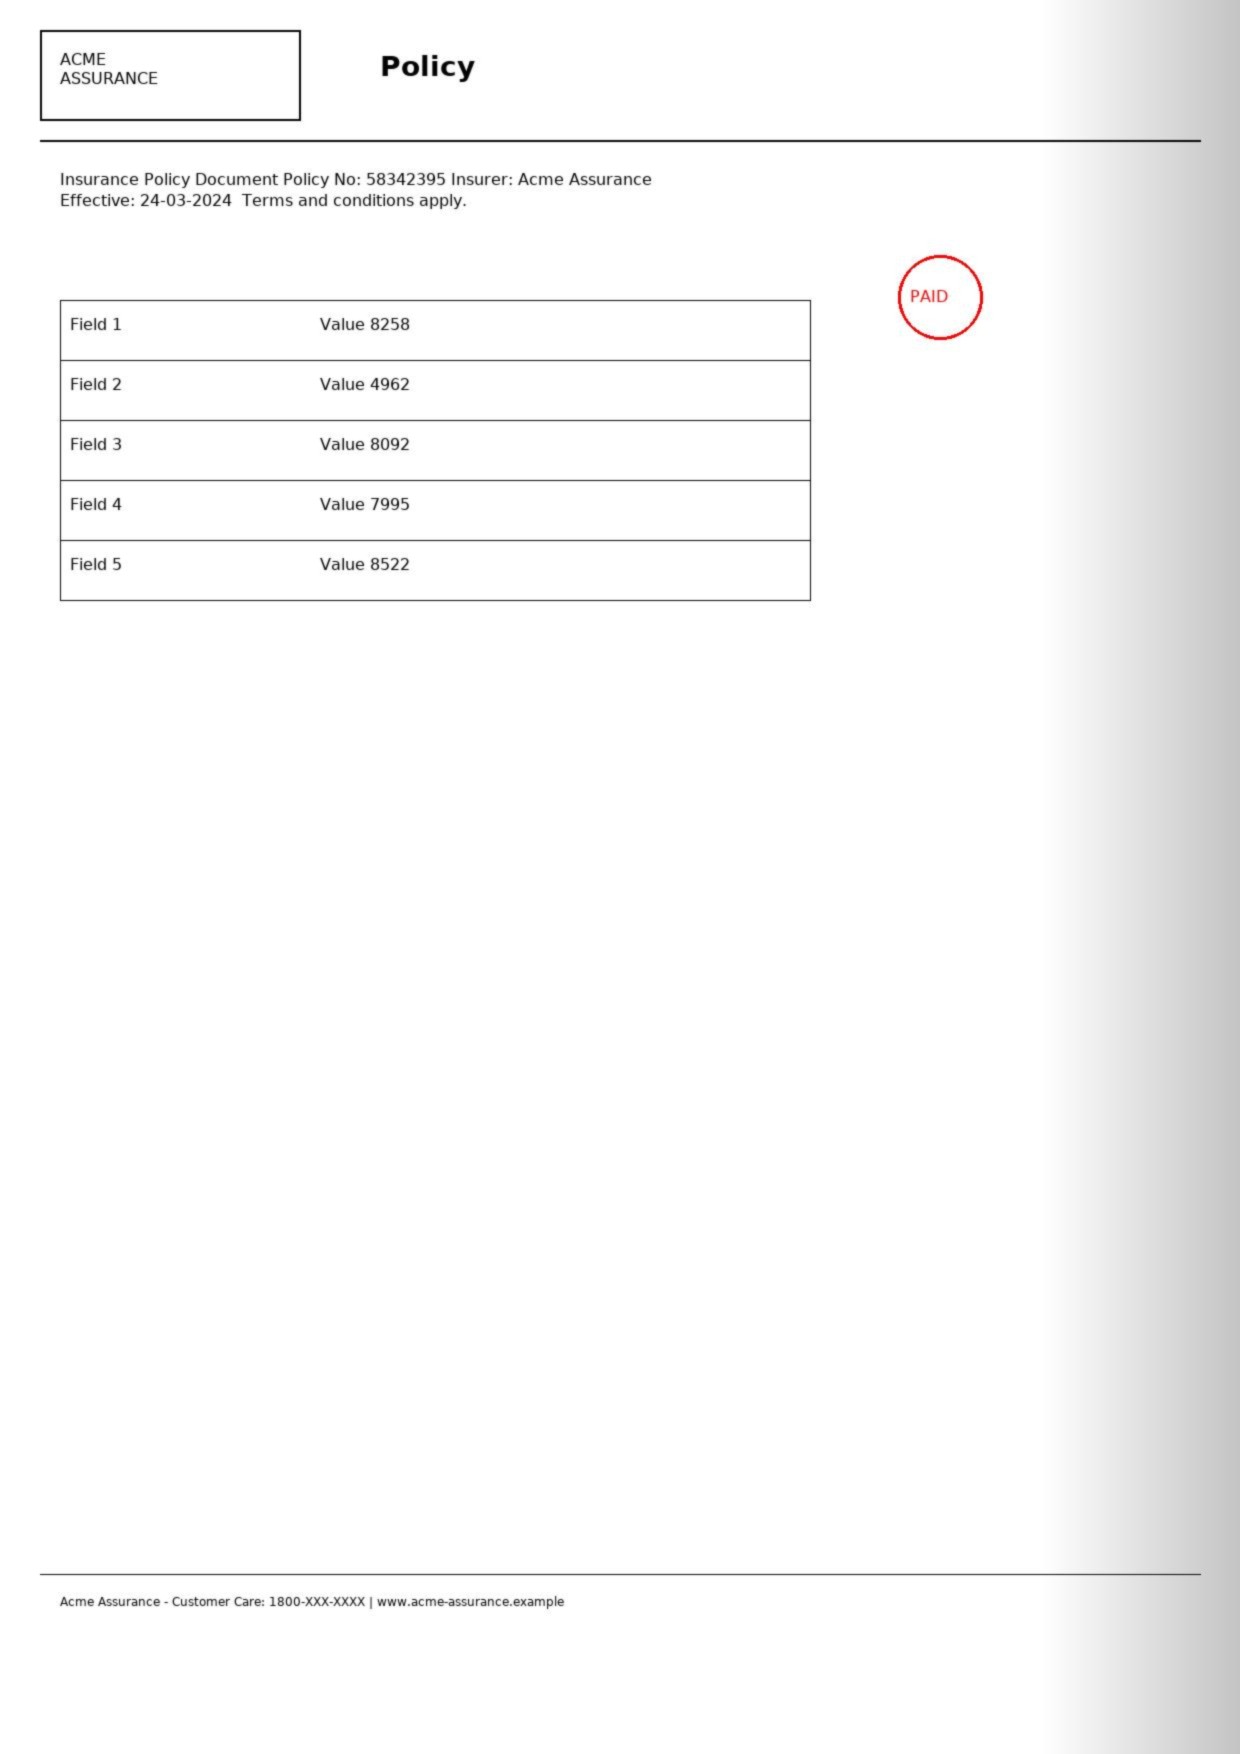 ACME
ASSURANCE
Policy
Insurance Policy Document Policy No: 58342395 Insurer: Acme Assurance
Effective: 24-03-2024  Terms and conditions apply.
PAID
Field 1 Value 8258
Field 2 Value 4962
Field 3 Value 8092
Field 4 Value 7995
Field 5 Value 8522
Acme Assurance - Customer Care: 1800-XXX-XXXX | www.acme-assurance.example